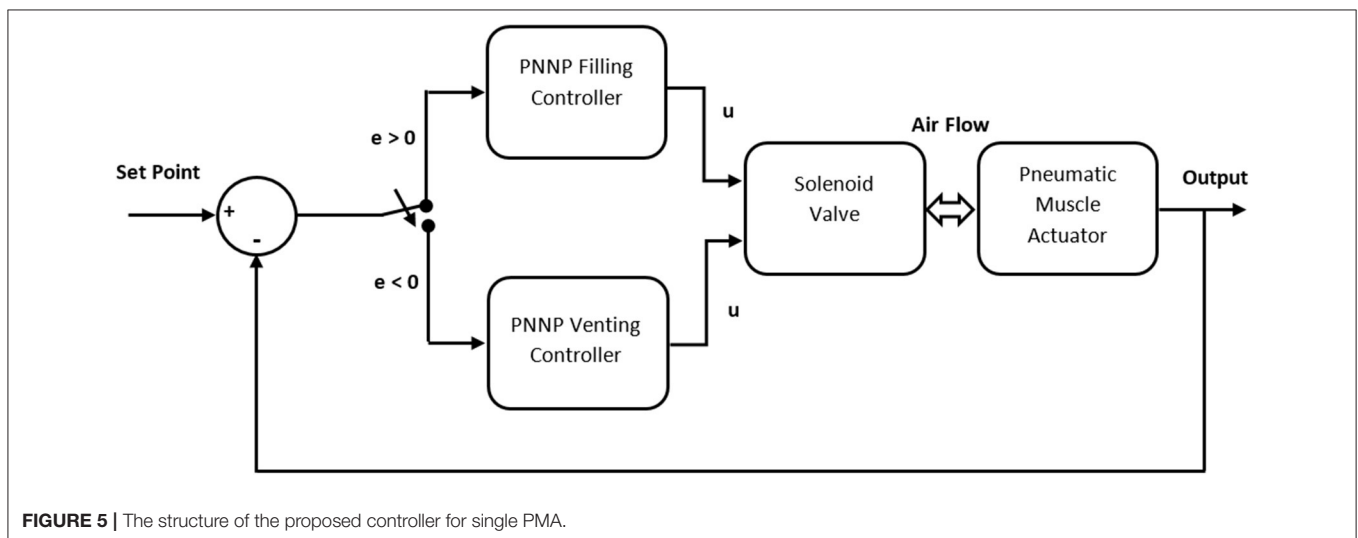 Set Point
+
-
e > 0
e < 0
PNNP Filling
Controller
PNNP Venting
Controller
u
u
Solenoid
Valve
Air Flow
Pneumatic
Muscle
Actuator
Output
FIGURE 5 | The structure of the proposed controller for single PMA.